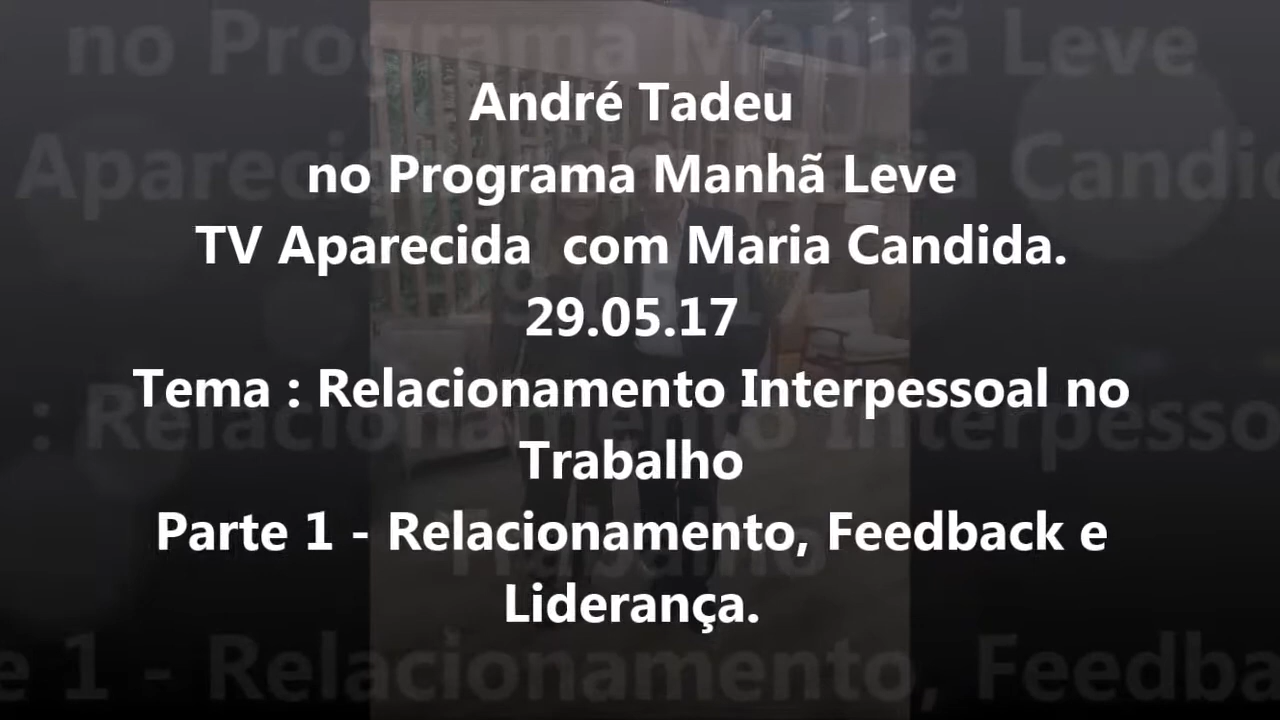 André Tadeu
no Programa Manhã Leve
TV Aparecida  com Maria Candida.
29.05.17
Tema : Relacionamento Interpessoal no
Trabalho
Parte 1 - Relacionamento, Feedback e
Liderança.